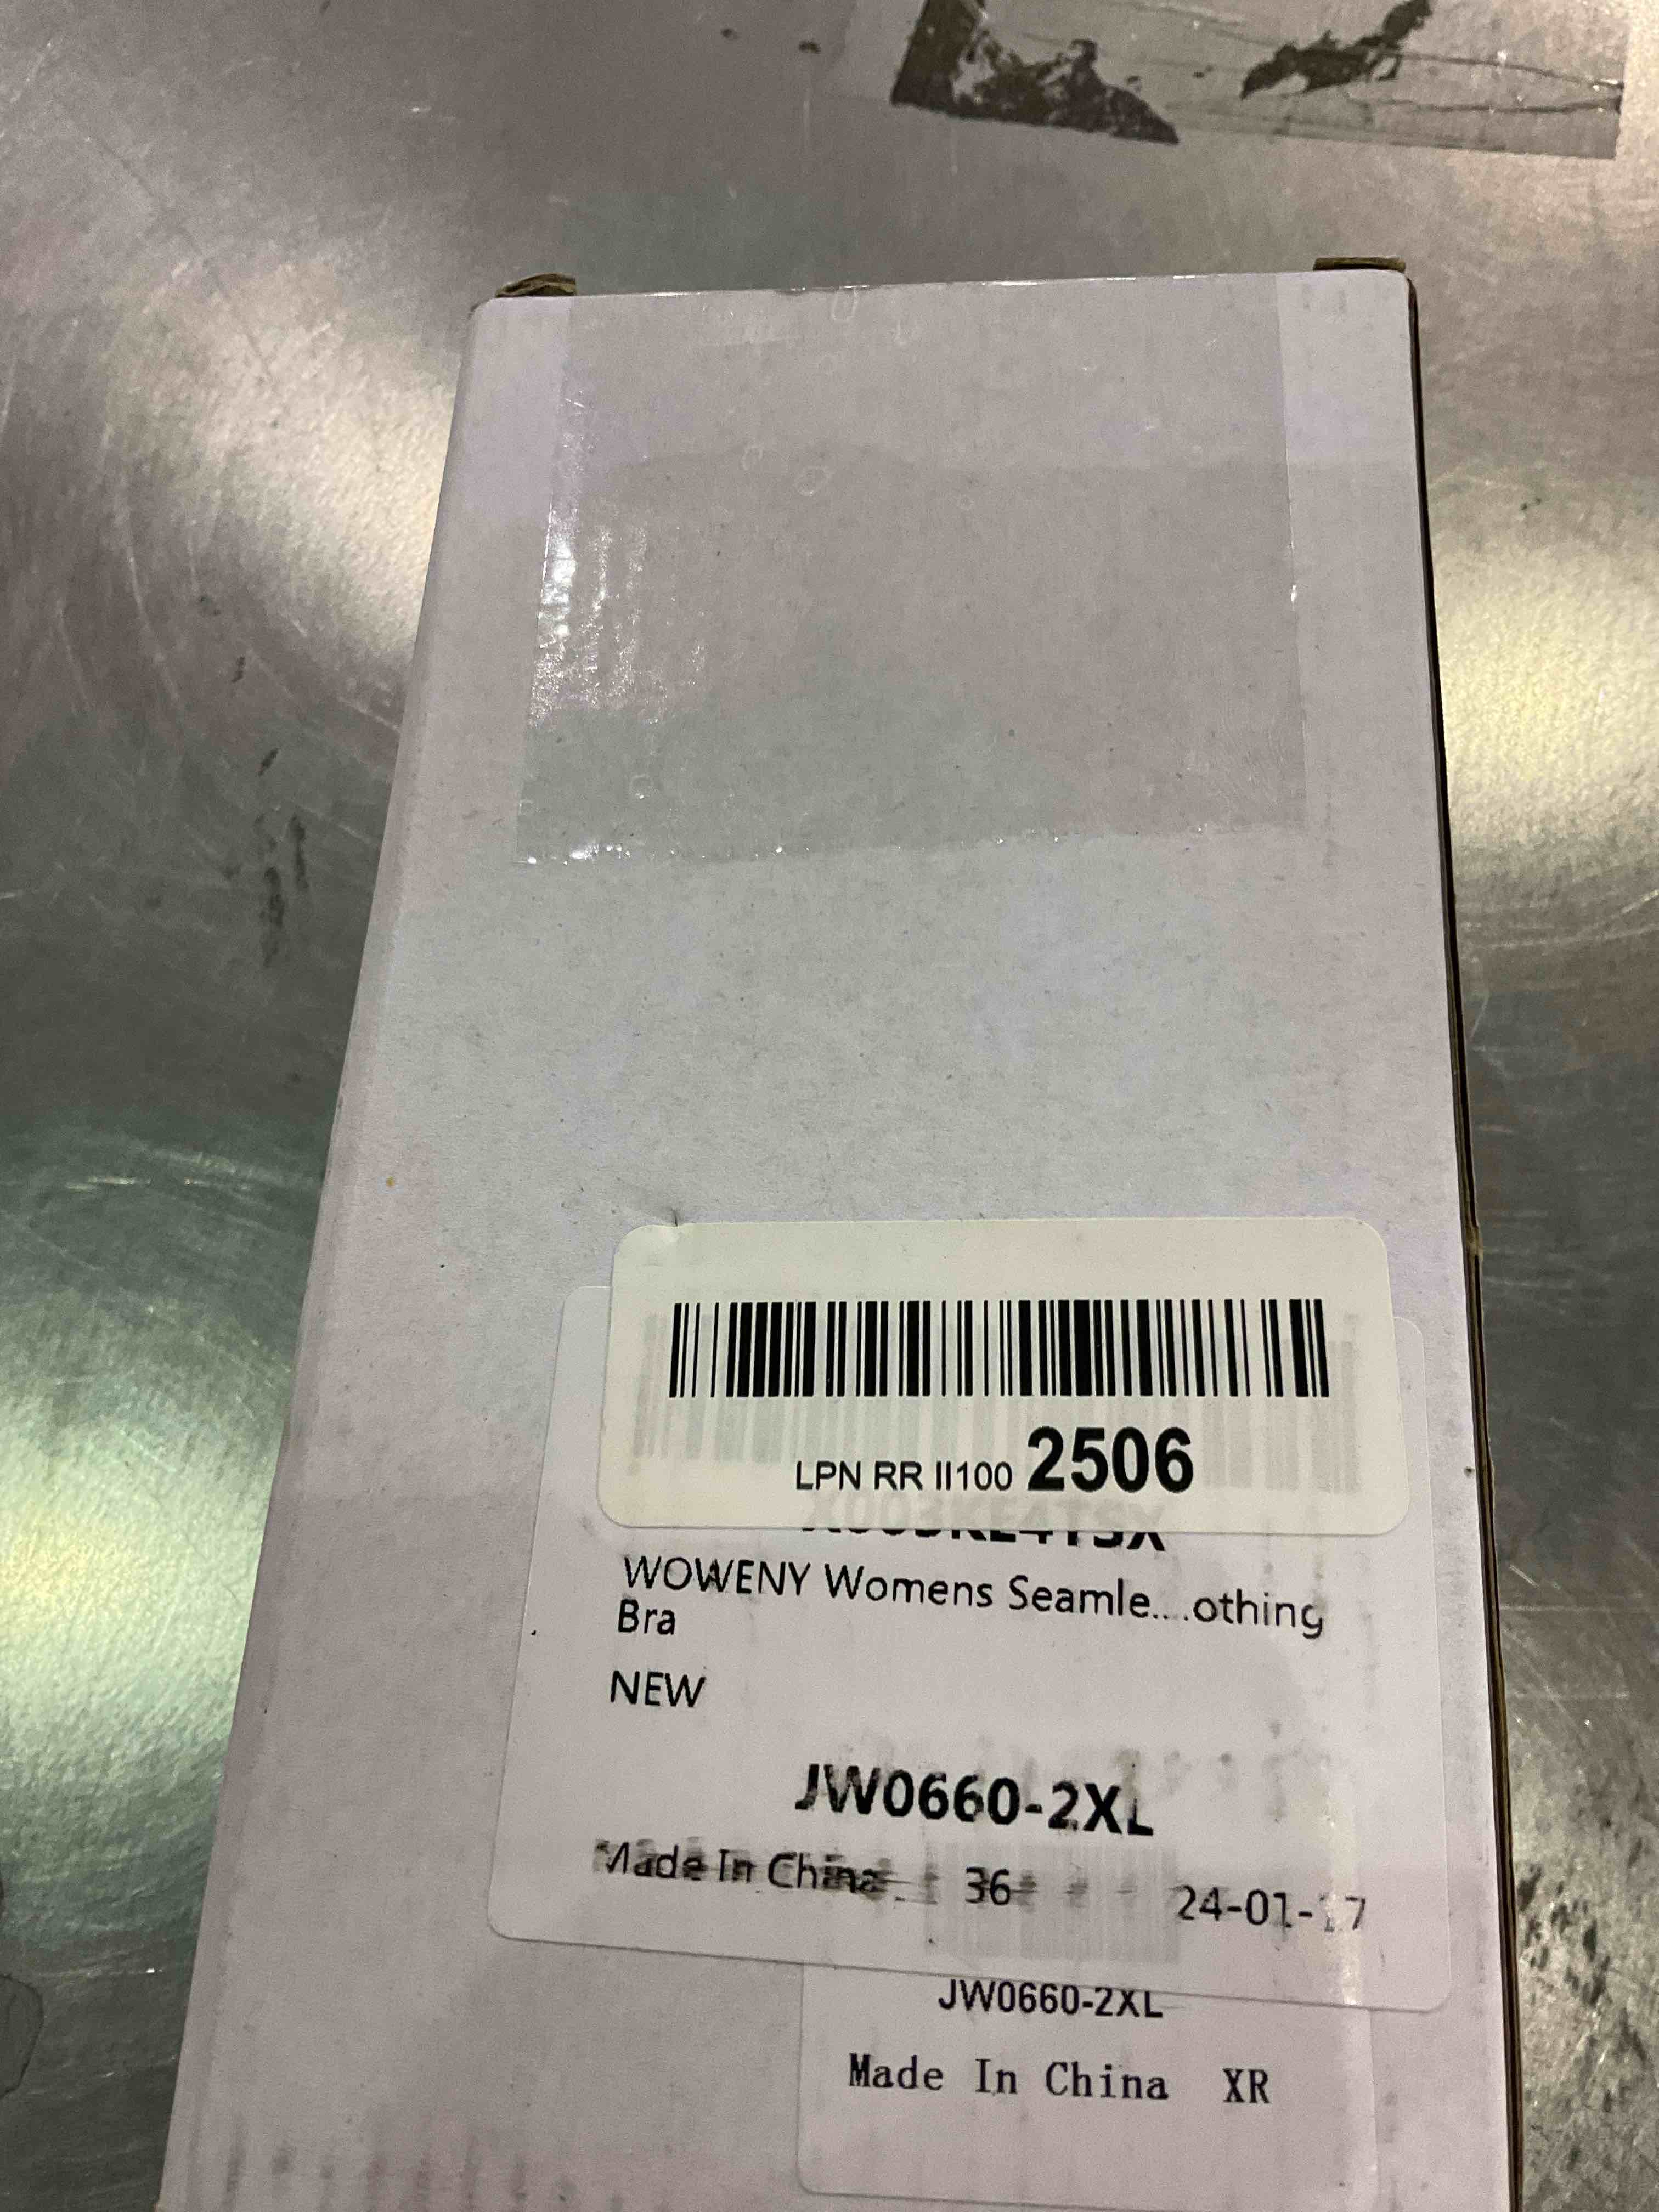 LPN RR II100 2506
X003KE4TSX
WOWENY Womens Seamle....othing
Bra
NEW
JW0660-2XL
Made In China 36 24-01-17
JW0660-2XL
Made In China XR